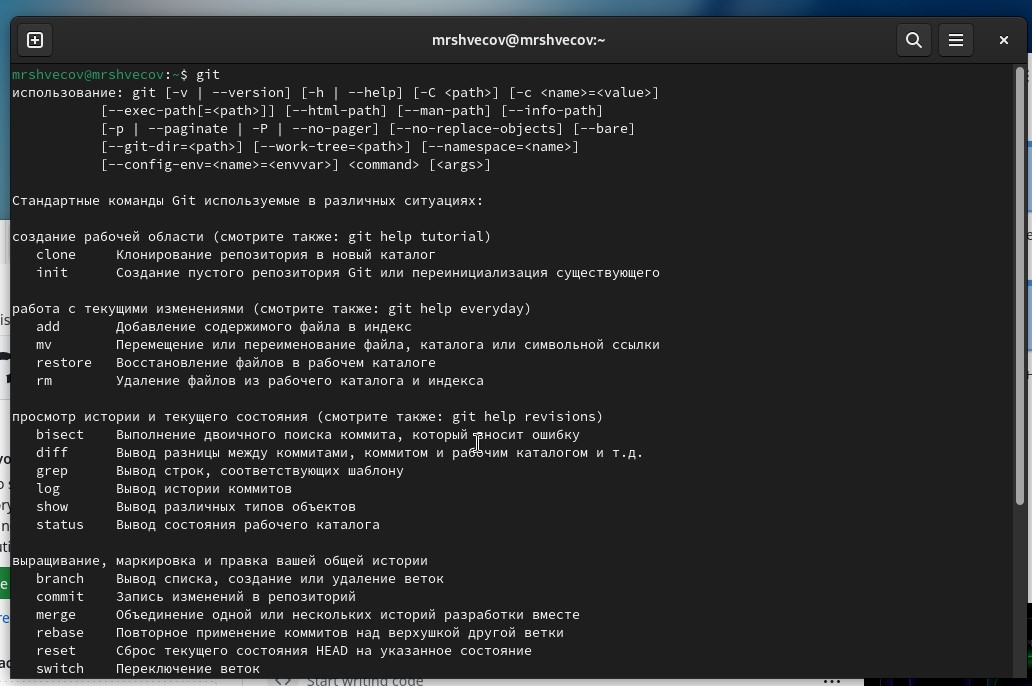 mrshvecov@mrshvecov:~
mrshvecov@mrshvecov:~$ git
использование: git [-v | --version] [-h | --help] [-C <path>] [-c <name>=<value>]
[--exec-path[=<path>]] [--html-path] [--man-path] [--info-path]
[-p | --paginate | -P | --no-pager] [--no-replace-objects] [--bare]
[--git-dir=<path>] [--work-tree=<path>] [--namespace=<name>]
[--config-env=<name>=<envvar>] <command> [<args>]
Стандартные команды Git используемые в различных ситуациях:
создание рабочей области (смотрите также: git help tutorial)
clone Клонирование репозитория в новый каталог
init Создание пустого репозитория Git или переинициализация существующего
работа с текущими изменениями (смотрите также: git help everyday)
add Добавление содержимого файла в индекс
mv Перемещение или переименование файла, каталога или символьной ссылки
restore Восстановление файлов в рабочем каталоге
rm Удаление файлов из рабочего каталога и индекса
просмотр истории и текущего состояния (смотрите также: git help revisions)
bisect Выполнение двоичного поиска коммита, который вносит ошибку
diff Вывод разницы между коммитами, коммитом и рабочим каталогом и т.д.
grep Вывод строк, соответствующих шаблону
log Вывод истории коммитов
show Вывод различных типов объектов
status Вывод состояния рабочего каталога
выращивание, маркировка и правка вашей общей истории
branch Вывод списка, создание или удаление веток
commit Запись изменений в репозиторий
merge Объединение одной или нескольких историй разработки вместе
rebase Повторное применение коммитов над верхушкой другой ветки
reset Сброс текущего состояния HEAD на указанное состояние
switch Переключение веток
Start writing code